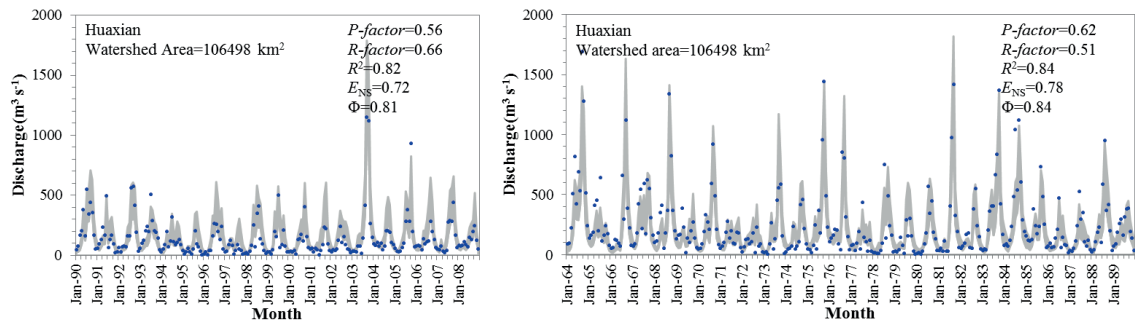 2000
1500
1000
500
0
Discharge(m³ s⁻¹)
Huaxian
Watershed Area=106498 km²
P-factor=0.56
R-factor=0.66
R²=0.82
E_NS=0.72
Φ=0.81
Jan-90
Jan-91
Jan-92
Jan-93
Jan-94
Jan-95
Jan-96
Jan-97
Jan-98
Jan-99
Jan-00
Jan-01
Jan-02
Jan-03
Jan-04
Jan-05
Jan-06
Jan-07
Jan-08
Month
2000
1500
1000
500
0
Discharge(m³ s⁻¹)
Huaxian
Watershed area=106498 km²
P-factor=0.62
R-factor=0.51
R²=0.84
E_NS=0.78
Φ=0.84
Jan-64
Jan-65
Jan-66
Jan-67
Jan-68
Jan-69
Jan-70
Jan-71
Jan-72
Jan-73
Jan-74
Jan-75
Jan-76
Jan-77
Jan-78
Jan-79
Jan-80
Jan-81
Jan-82
Jan-83
Jan-84
Jan-85
Jan-86
Jan-87
Jan-88
Jan-89
Month